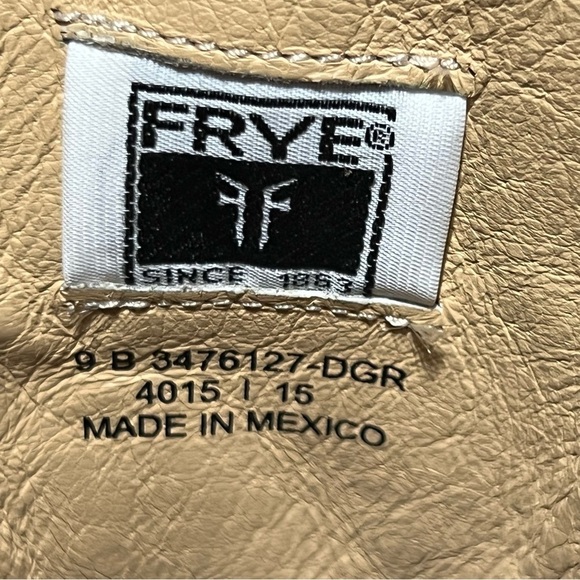 FRYE®
SINCE 1863
9 B 3476127-DGR
4015 | 15
MADE IN MEXICO